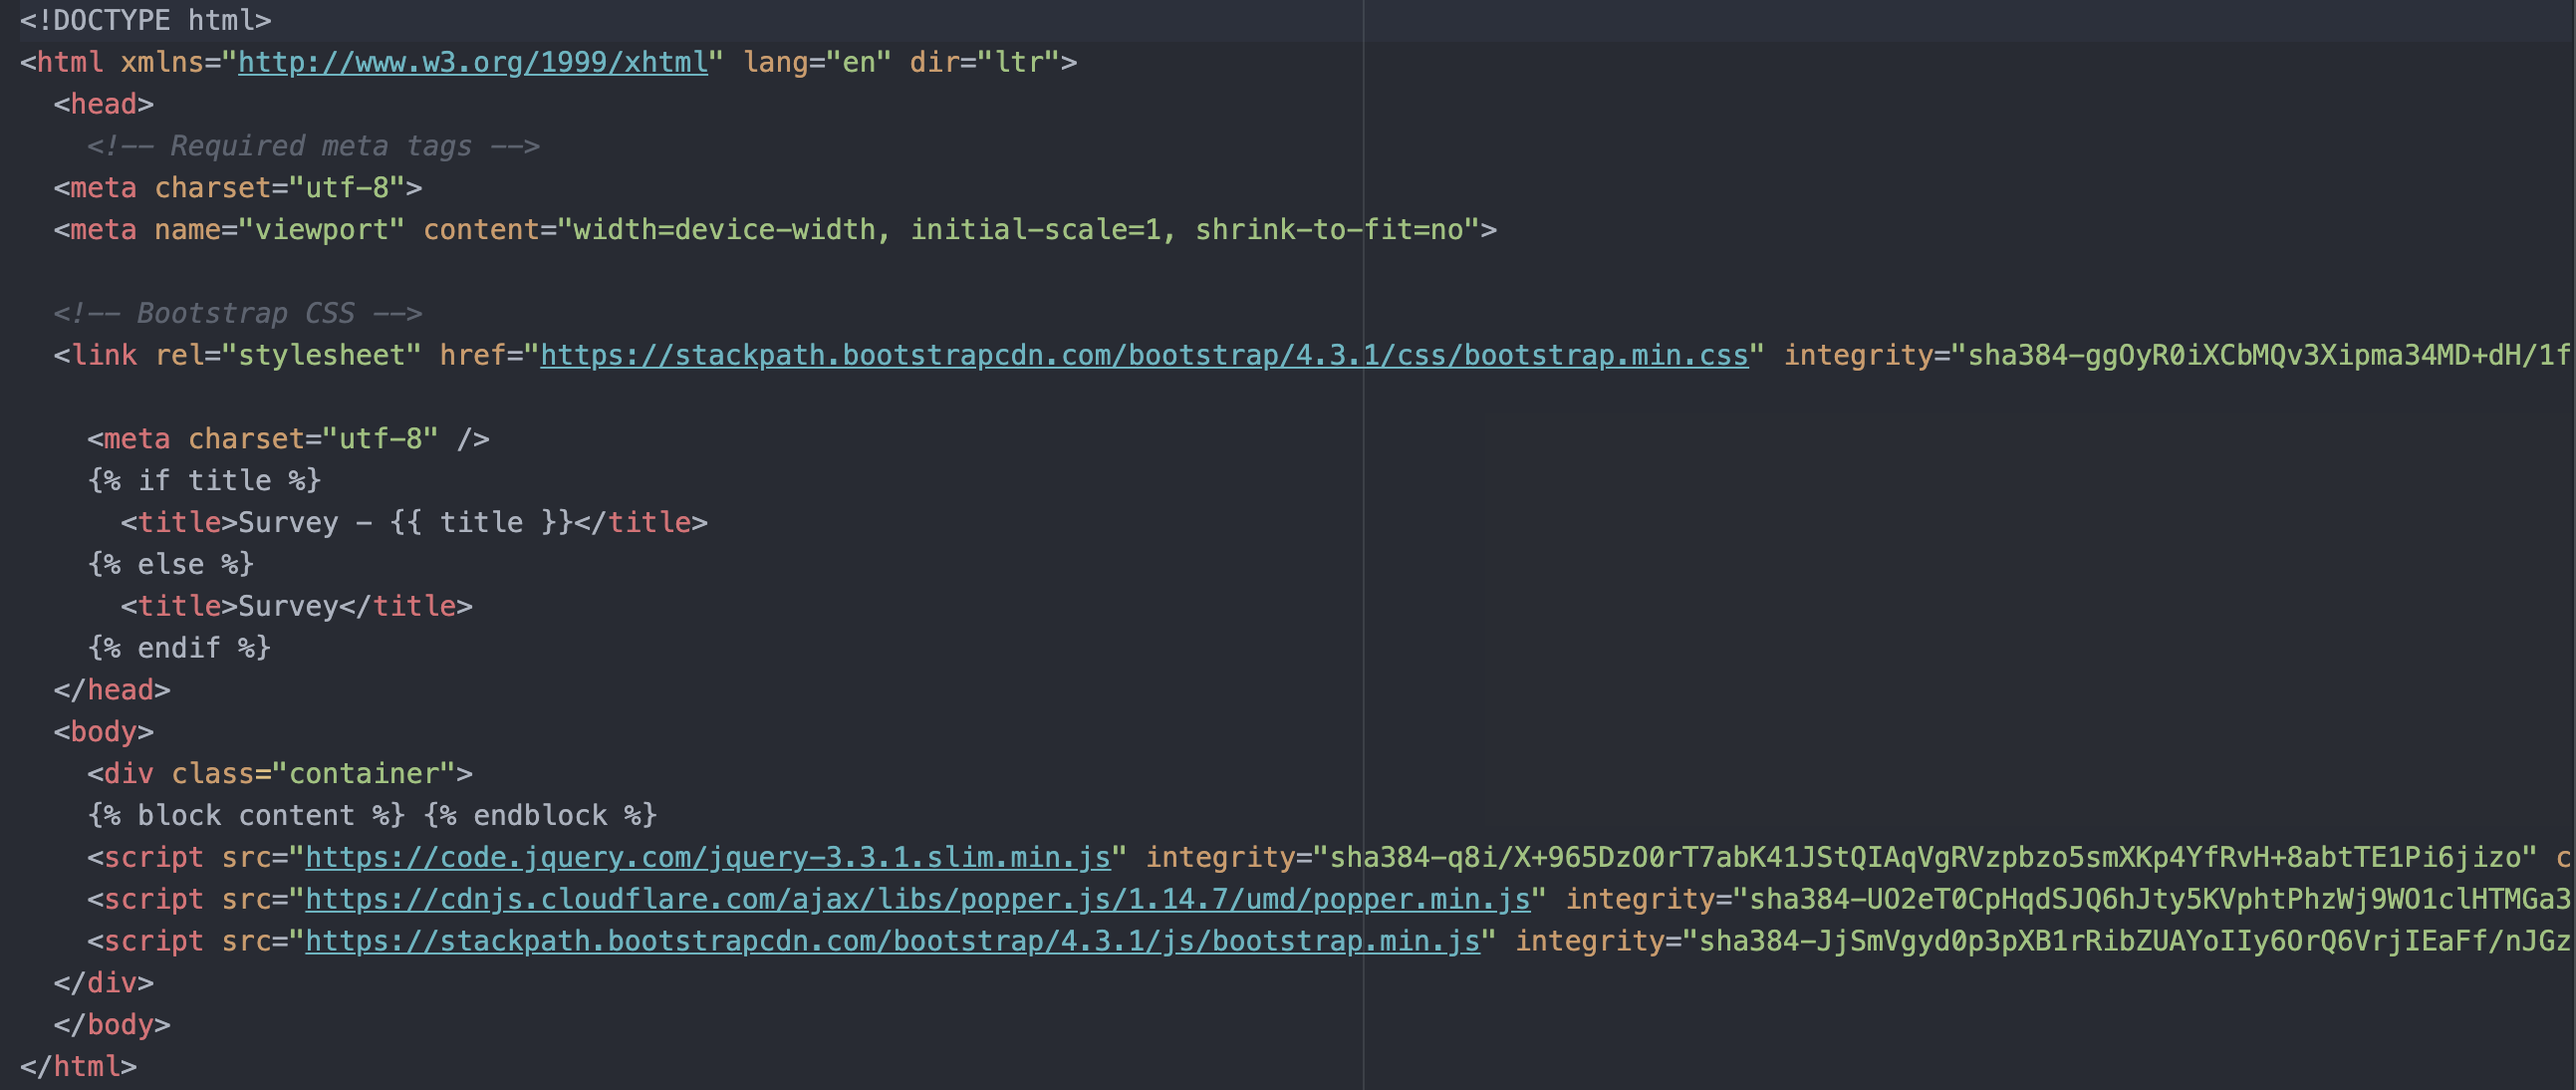 <!DOCTYPE html>
<html xmlns="http://www.w3.org/1999/xhtml" lang="en" dir="ltr">
<head>
<!-- Required meta tags -->
<meta charset="utf-8">
<meta name="viewport" content="width=device-width, initial-scale=1, shrink-to-fit=no">
<!-- Bootstrap CSS -->
<link rel="stylesheet" href="https://stackpath.bootstrapcdn.com/bootstrap/4.3.1/css/bootstrap.min.css" integrity="sha384-ggOyR0iXCbMQv3Xipma34MD+dH/1f
<meta charset="utf-8" />
{% if title %}
<title>Survey - {{ title }}</title>
{% else %}
<title>Survey</title>
{% endif %}
</head>
<body>
<div class="container">
{% block content %} {% endblock %}
<script src="https://code.jquery.com/jquery-3.3.1.slim.min.js" integrity="sha384-q8i/X+965DzO0rT7abK41JStQIAqVgRVzpbzo5smXKp4YfRvH+8abtTE1Pi6jizo" c
<script src="https://cdnjs.cloudflare.com/ajax/libs/popper.js/1.14.7/umd/popper.min.js" integrity="sha384-UO2eT0CpHqdSJQ6hJty5KVphtPhzWj9WO1clHTMGa3
<script src="https://stackpath.bootstrapcdn.com/bootstrap/4.3.1/js/bootstrap.min.js" integrity="sha384-JjSmVgyd0p3pXB1rRibZUAYoIIy6OrQ6VrjIEaFf/nJGz
</div>
</body>
</html>